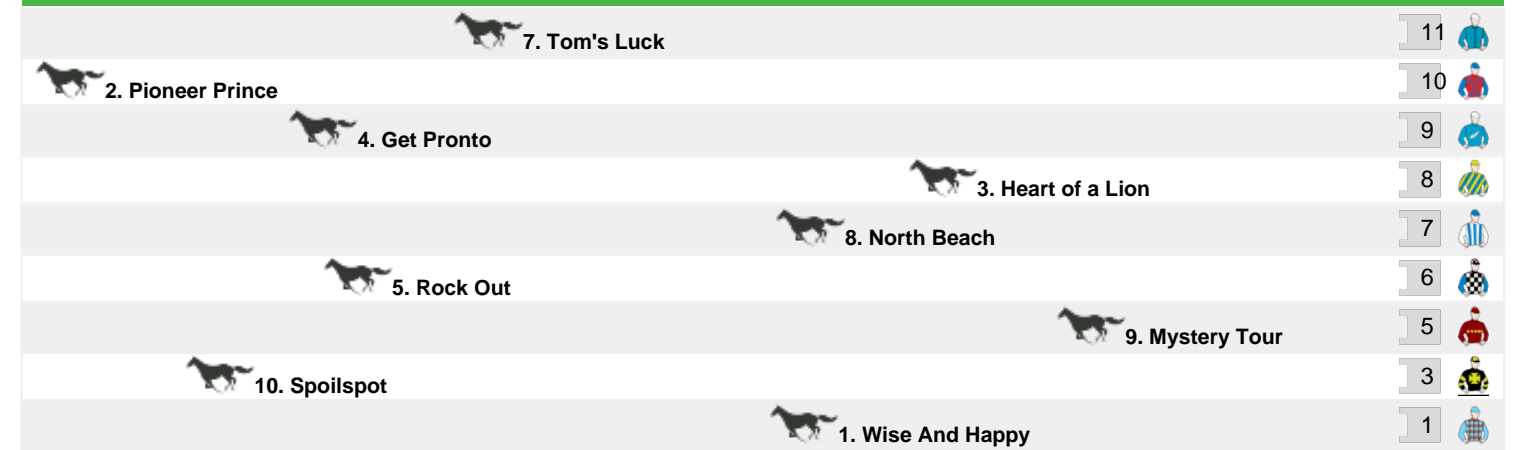 7. Tom's Luck 11
2. Pioneer Prince 10
4. Get Pronto 9
3. Heart of a Lion 8
8. North Beach 7
5. Rock Out 6
9. Mystery Tour 5
10. Spoilspot 3
1. Wise And Happy 1